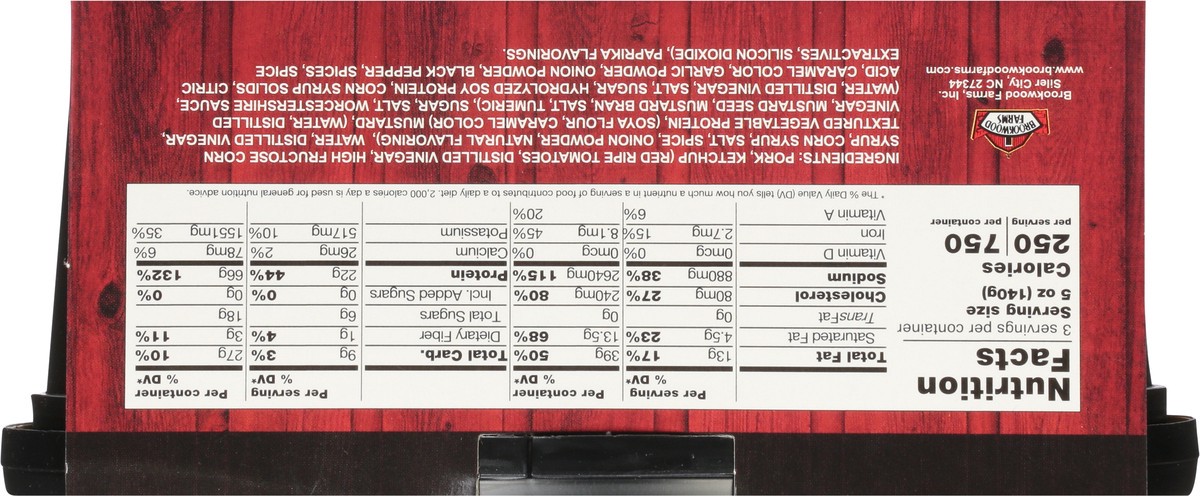 Nutrition
Facts
3 servings per container
Serving size
5 oz (140g)
Calories
250 | 750
per serving | per container
Per serving Per container
% DV* % DV*
Total Fat 13g 17% 39g 50%
Saturated Fat 4.5g 23% 13.5g 68%
TransFat 0g 0g
Cholesterol 80mg 27% 240mg 80%
Sodium 880mg 38% 2640mg 115%
Vitamin D 0mcg 0% 0mcg 0%
Iron 2.7mg 15% 8.1mg 45%
Vitamin A 6% 20%
Per serving Per container
% DV* % DV*
Total Carb. 9g 3% 27g 10%
Dietary Fiber 1g 4% 3g 11%
Total Sugars 6g 18g
Incl. Added Sugars 0g 0% 0g 0%
Protein 22g 44% 66g 132%
Calcium 26mg 2% 78mg 6%
Potassium 517mg 10% 1551mg 35%
* The % Daily Value (DV) tells you how much a nutrient in a serving of food contributes to a daily diet. 2,000 calories a day is used for general nutrition advice.
BROOKWOOD
FARMS
Brookwood Farms, Inc.
Siler City, NC 27344
www.brookwoodfarms.com
INGREDIENTS: PORK, KETCHUP (RED RIPE TOMATOES, DISTILLED VINEGAR, HIGH FRUCTOSE CORN
SYRUP, CORN SYRUP, SALT, SPICE, ONION POWDER, NATURAL FLAVORING), WATER, DISTILLED VINEGAR,
TEXTURED VEGETABLE PROTEIN, (SOYA FLOUR, CARAMEL COLOR) MUSTARD, (WATER, DISTILLED
VINEGAR, MUSTARD SEED, MUSTARD BRAN, SALT, TUMERIC), SUGAR, SALT, WORCESTERSHIRE SAUCE,
(WATER, DISTILLED VINEGAR, SALT, SUGAR, HYDROLYZED SOY PROTEIN, CORN SYRUP SOLIDS, CITRIC
ACID, CARAMEL COLOR, GARLIC POWDER, ONION POWDER, BLACK PEPPER, SPICES, SPICE
EXTRACTIVES, SILICON DIOXIDE), PAPRIKA FLAVORINGS.